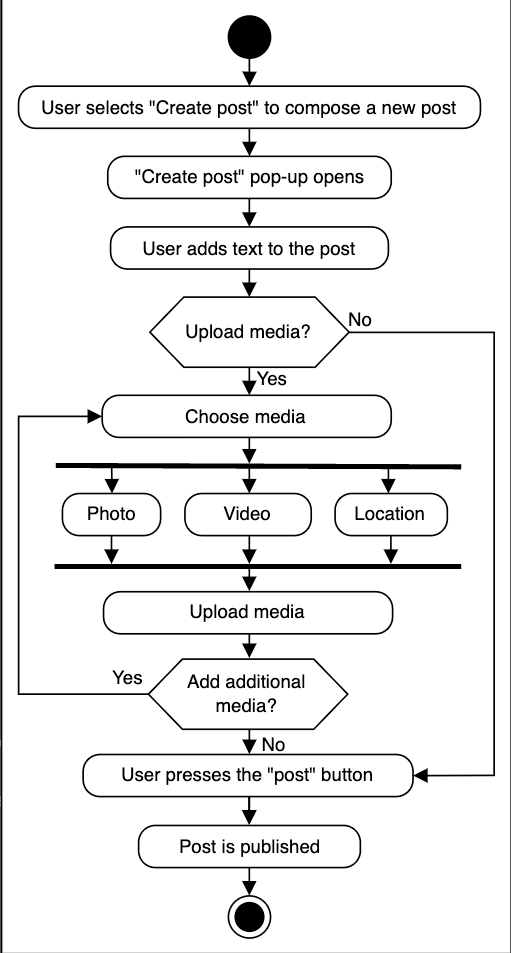 User selects "Create post" to compose a new post
"Create post" pop-up opens
User adds text to the post
Upload media?
No
Yes
Choose media
Photo
Video
Location
Upload media
Yes
Add additional
media?
No
User presses the "post" button
Post is published